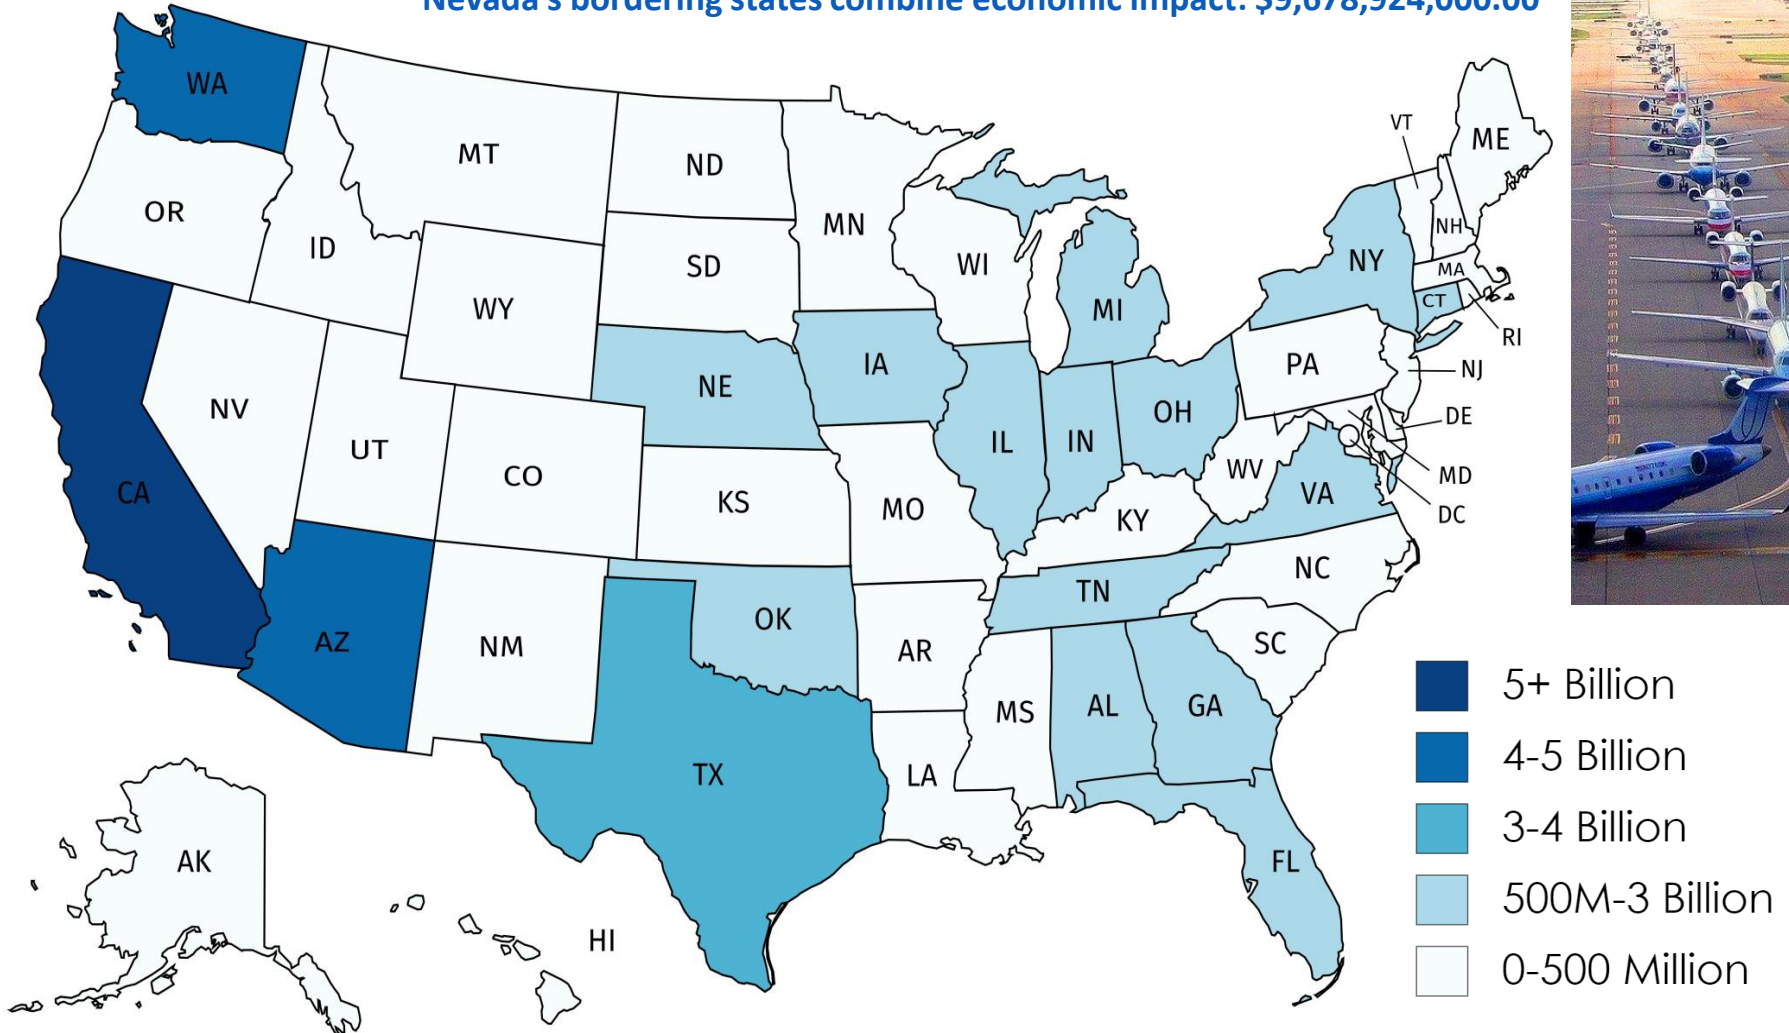 Nevada's bordering states combine economic impact: $9,678,924,000.00
WA
MT
ND
VT
ME
OR
ID
MN
NH
SD
WI
NY
MA
WY
MI
CT
RI
IA
PA
NJ
NE
NV
OH
DE
UT
IL
IN
CO
WV
MD
CA
KS
VA
MO
KY
DC
NC
TN
OK
AZ
NM
AR
SC
MS
AL
GA
5+ Billion
TX
LA
4-5 Billion
3-4 Billion
AK
FL
500M-3 Billion
HI
0-500 Million